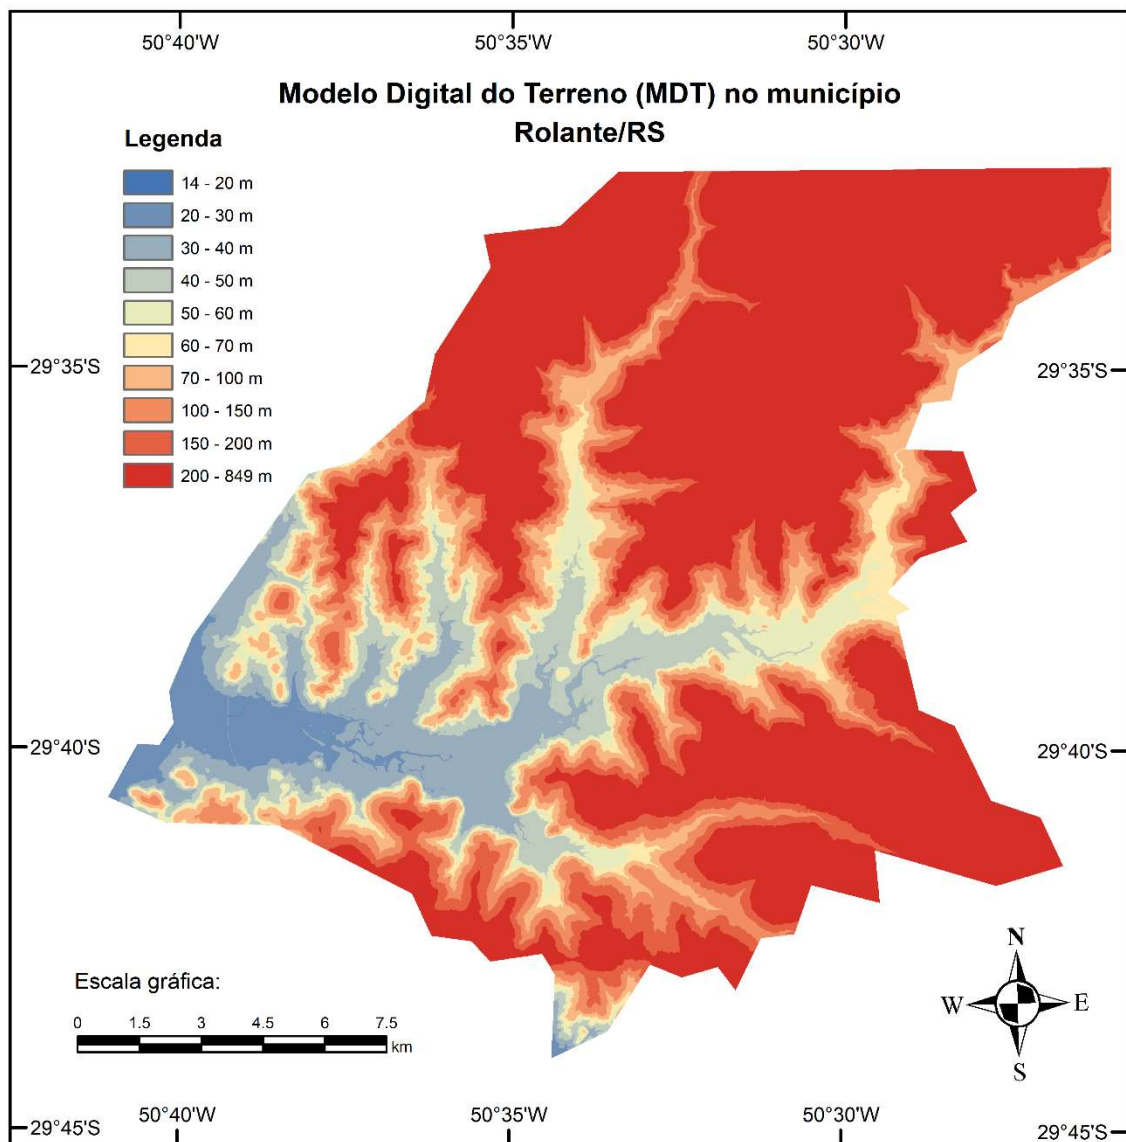 50°40'W 50°35'W 50°30'W
Modelo Digital do Terreno (MDT) no município
Rolante/RS
Legenda
14 - 20 m
20 - 30 m
30 - 40 m
40 - 50 m
50 - 60 m
60 - 70 m
70 - 100 m
100 - 150 m
150 - 200 m
200 - 849 m
29°35'S 29°35'S
29°40'S 29°40'S
Escala gráfica:
0 1.5 3 4.5 6 7.5
km
N
W E
S
50°40'W 50°35'W 50°30'W
29°45'S 29°45'S